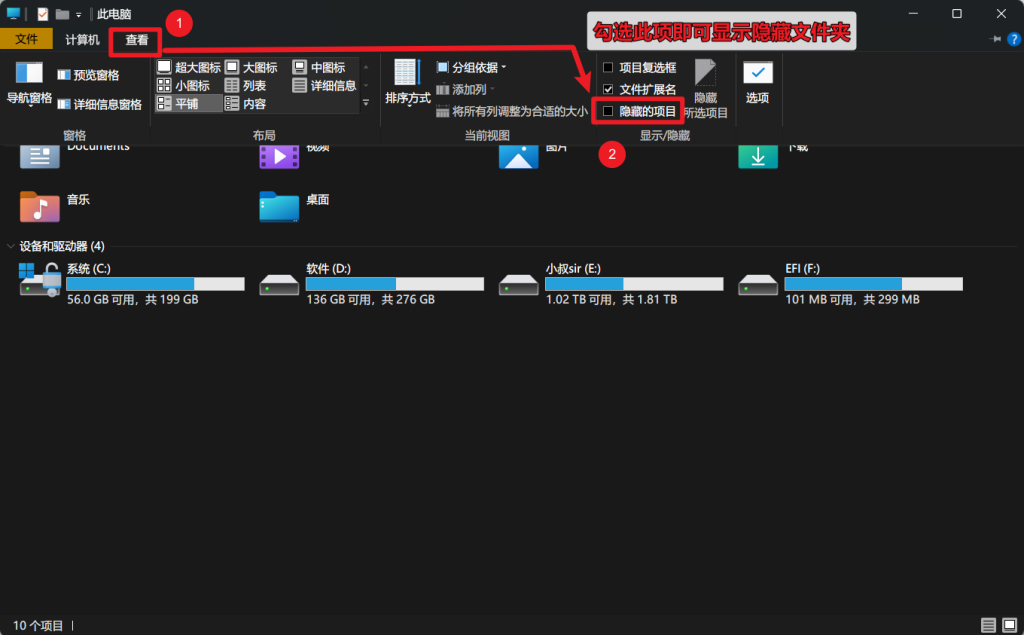 此电脑
1
勾选此项即可显示隐藏文件夹
文件 计算机 查看
导航窗格
预览窗格
详细信息窗格
窗格
超大图标 大图标 中图标
小图标 列表 详细信息
平铺 内容
布局
排序方式
分组依据
添加列
将所有列调整为合适的大小
当前视图
项目复选框
文件扩展名
隐藏的项目
隐藏
所选项目
显示/隐藏
选项
2
Documents 视频 图片 下载
音乐 桌面
设备和驱动器 (4)
系统 (C:)
56.0 GB 可用，共 199 GB
软件 (D:)
136 GB 可用，共 276 GB
小叔sir (E:)
1.02 TB 可用，共 1.81 TB
EFI (F:)
101 MB 可用，共 299 MB
10 个项目